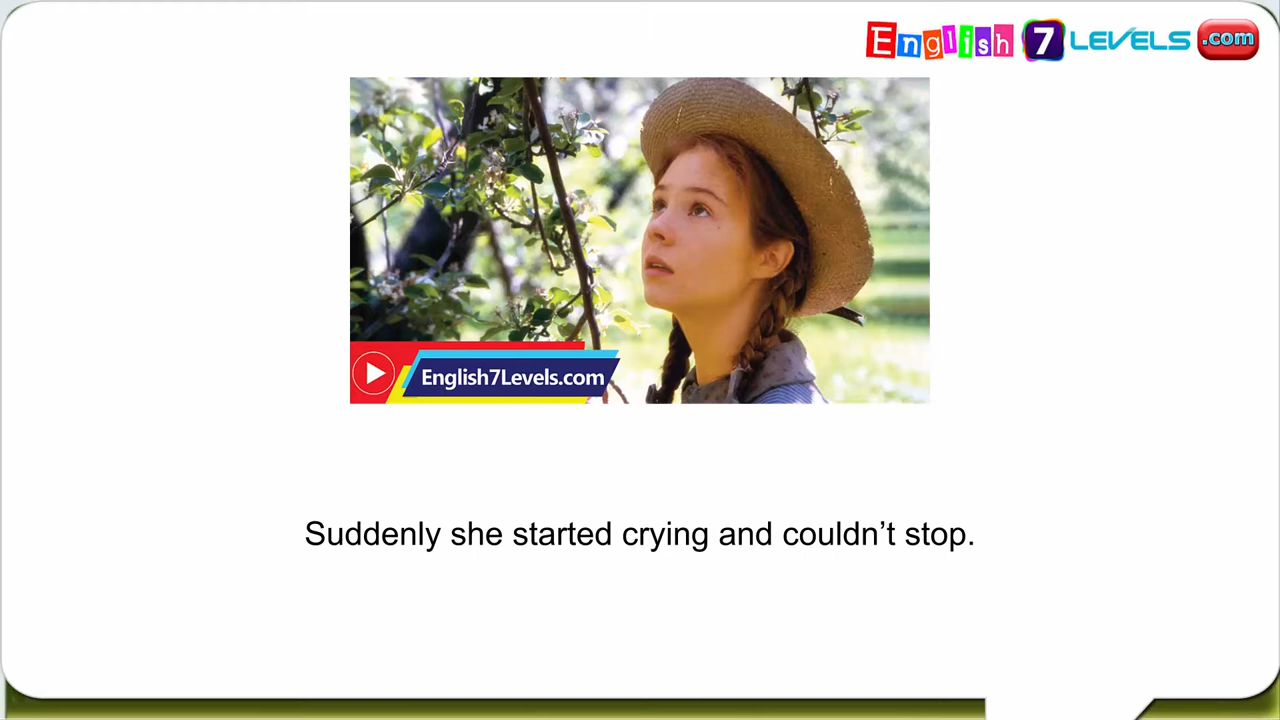 English 7 LEVELS .com
English7Levels.com
Suddenly she started crying and couldn’t stop.